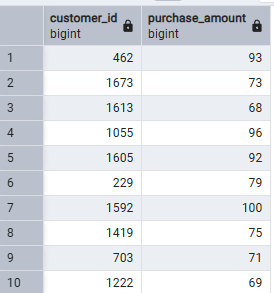 customer_id purchase_amount
bigint bigint
1 462 93
2 1673 73
3 1613 68
4 1055 96
5 1605 92
6 229 79
7 1592 100
8 1419 75
9 703 71
10 1222 69